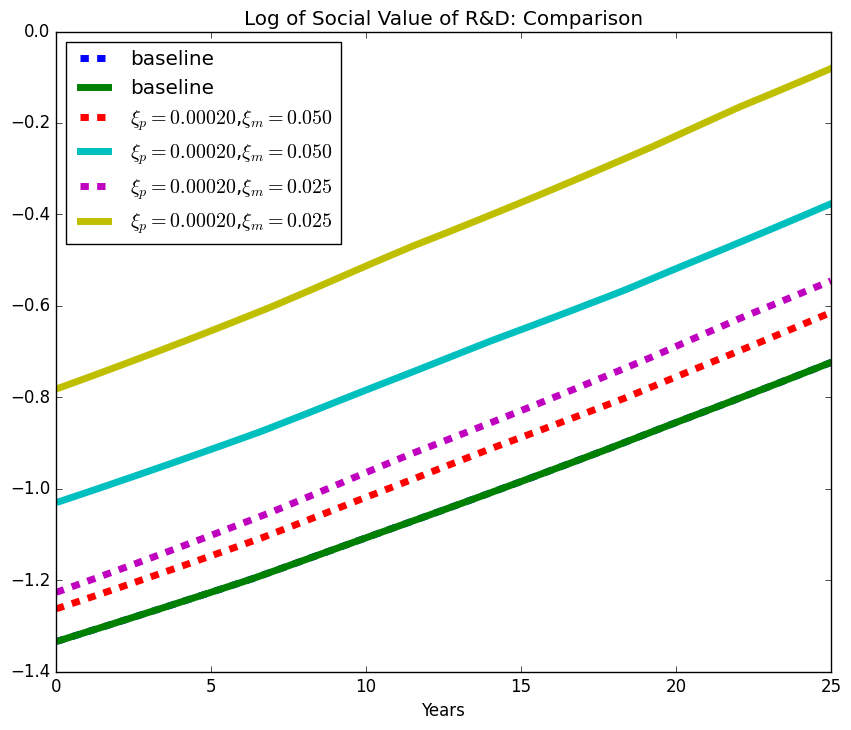 Log of Social Value of R&D: Comparison
0.0
baseline
baseline
ξp = 0.00020,ξm = 0.050
ξp = 0.00020,ξm = 0.050
ξp = 0.00020,ξm = 0.025
ξp = 0.00020,ξm = 0.025
−0.2
−0.4
−0.6
−0.8
−1.0
−1.2
−1.4
0 5 10 15 20 25
Years